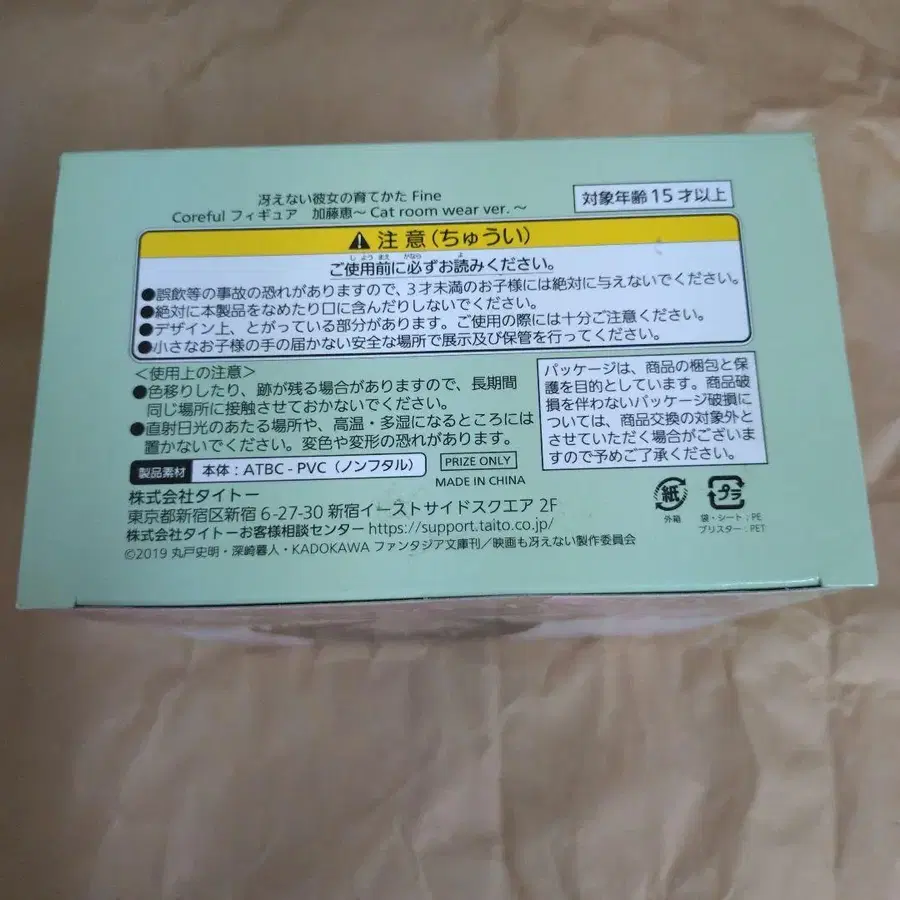 冴えない彼女の育てかた Fine
Coreful フィギュア 加藤恵～ Cat room wear ver. ～
対象年齢 15 才以上
注意(ちゅうい)
ご使用前に必ずお読みください。
しようまえ かなら よ
●誤飲等の事故の恐れがありますので、3才未満のお子様には絶対に与えないでください。
●絶対に本製品をなめたり口に含んだりしないでください。
●デザイン上、とがっている部分があります。ご使用の際には十分ご注意ください。
●小さなお子様の手の届かない安全な場所で展示及び保管を行ってください。
＜使用上の注意＞
●色移りしたり、跡が残る場合がありますので、長期間
同じ場所に接触させておかないでください。
●直射日光のあたる場所や、高温・多湿になるところには
置かないでください。変色や変形の恐れがあります。
パッケージは、商品の梱包と保
護を目的としています。商品破
損を伴わないパッケージ破損に
ついては、商品交換の対象外と
させていただく場合がございま
すので予めご了承ください。
製品素材 本体：ATBC - PVC（ノンフタル）
PRIZE ONLY
MADE IN CHINA
株式会社タイトー
東京都新宿区新宿 6-27-30 新宿イーストサイドスクエア 2F
株式会社タイトーお客様相談センター https://support.taito.co.jp/
©2019 丸戸史明・深崎暮人・KADOKAWA ファンタジア文庫刊／映画も冴えない製作委員会
紙
外箱
プラ
袋・シート：PE
ブリスター：PET